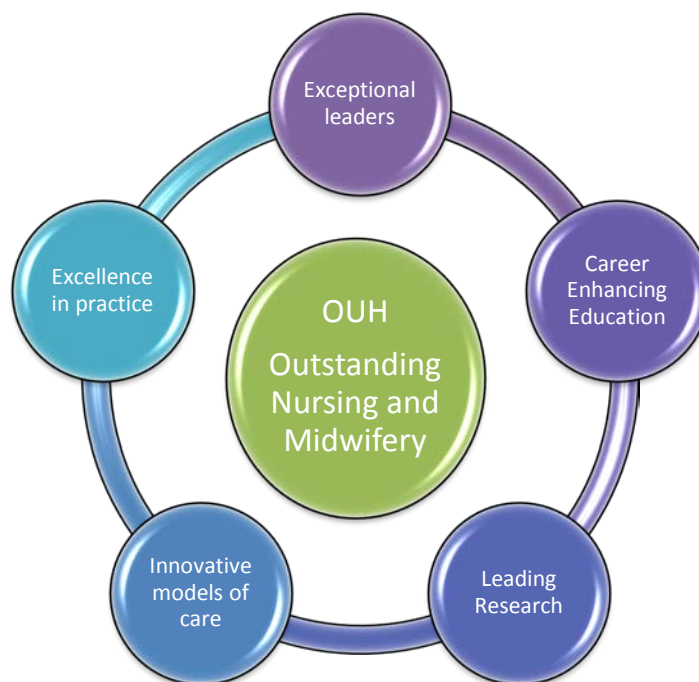 Exceptional
leaders
Career
Enhancing
Education
Leading
Research
Innovative
models of
care
Excellence
in practice
OUH
Outstanding
Nursing and
Midwifery